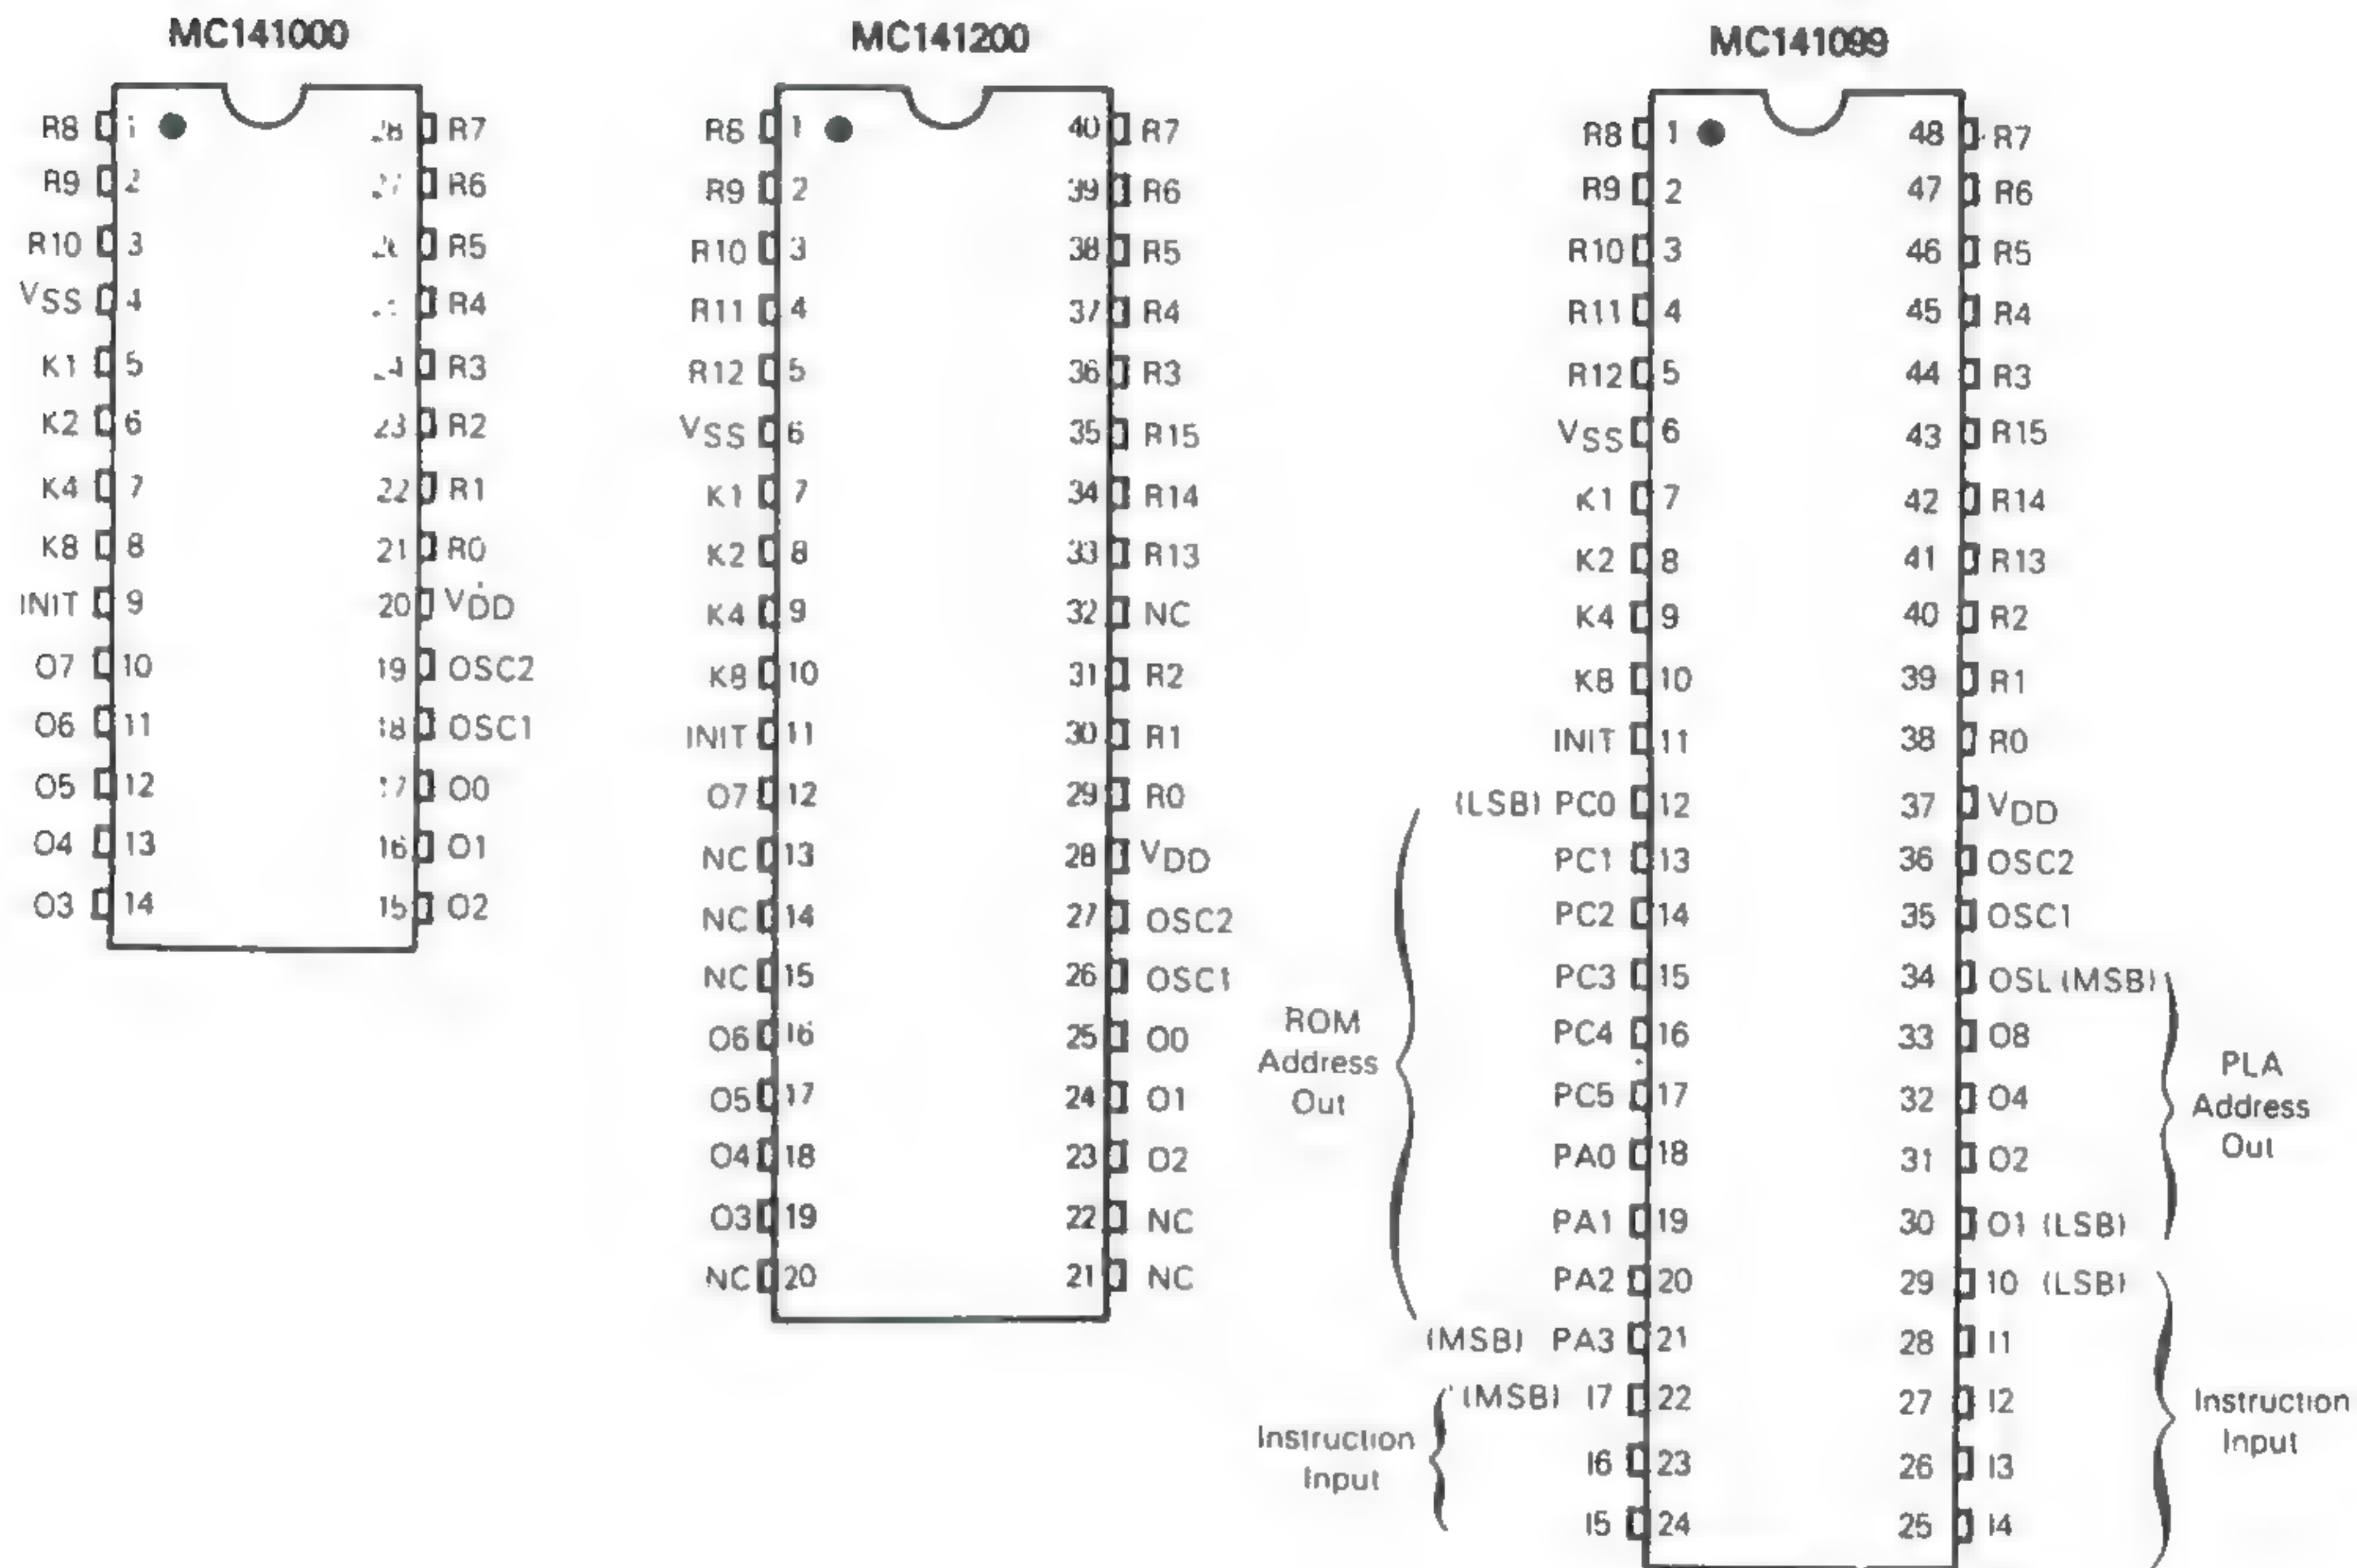 MC141000
R8 1 28 R7
R9 2 27 R6
R10 3 R5
VSS 4 R4
K1 5 R3
K2 6 23 R2
K4 7 22 R1
K8 8 21 R0
INIT 9 20 VDD
O7 10 19 OSC2
O6 11 18 OSC1
O5 12 17 O0
O4 13 16 O1
O3 14 15 O2
MC141200
R8 1 40 R7
R9 2 39 R6
R10 3 38 R5
R11 4 37 R4
R12 5 36 R3
VSS 6 35 R15
K1 7 34 R14
K2 8 33 R13
K4 9 32 NC
K8 10 31 R2
INIT 11 30 R1
O7 12 29 R0
NC 13 28 VDD
NC 14 27 OSC2
NC 15 26 OSC1
O6 16 25 O0
O5 17 24 O1
O4 18 23 O2
O3 19 22 NC
NC 20 21 NC
MC141099
R8 1 48 R7
R9 2 47 R6
R10 3 46 R5
R11 4 45 R4
R12 5 44 R3
VSS 6 43 R15
K1 7 42 R14
K2 8 41 R13
K4 9 40 R2
K8 10 39 R1
INIT 11 38 R0
(LSB) PC0 12 37 VDD
PC1 13 36 OSC2
PC2 14 35 OSC1
PC3 15 34 OSL (MSB)
PC4 16 33 O8
PC5 17 32 O4
PA0 18 31 O2
PA1 19 30 O1 (LSB)
PA2 20 29 10 (LSB)
(MSB) PA3 21 28 I1
(MSB) I7 22 27 I2
I6 23 26 I3
I5 24 25 I4
ROM
Address
Out
Instruction
Input
PLA
Address
Out
Instruction
Input